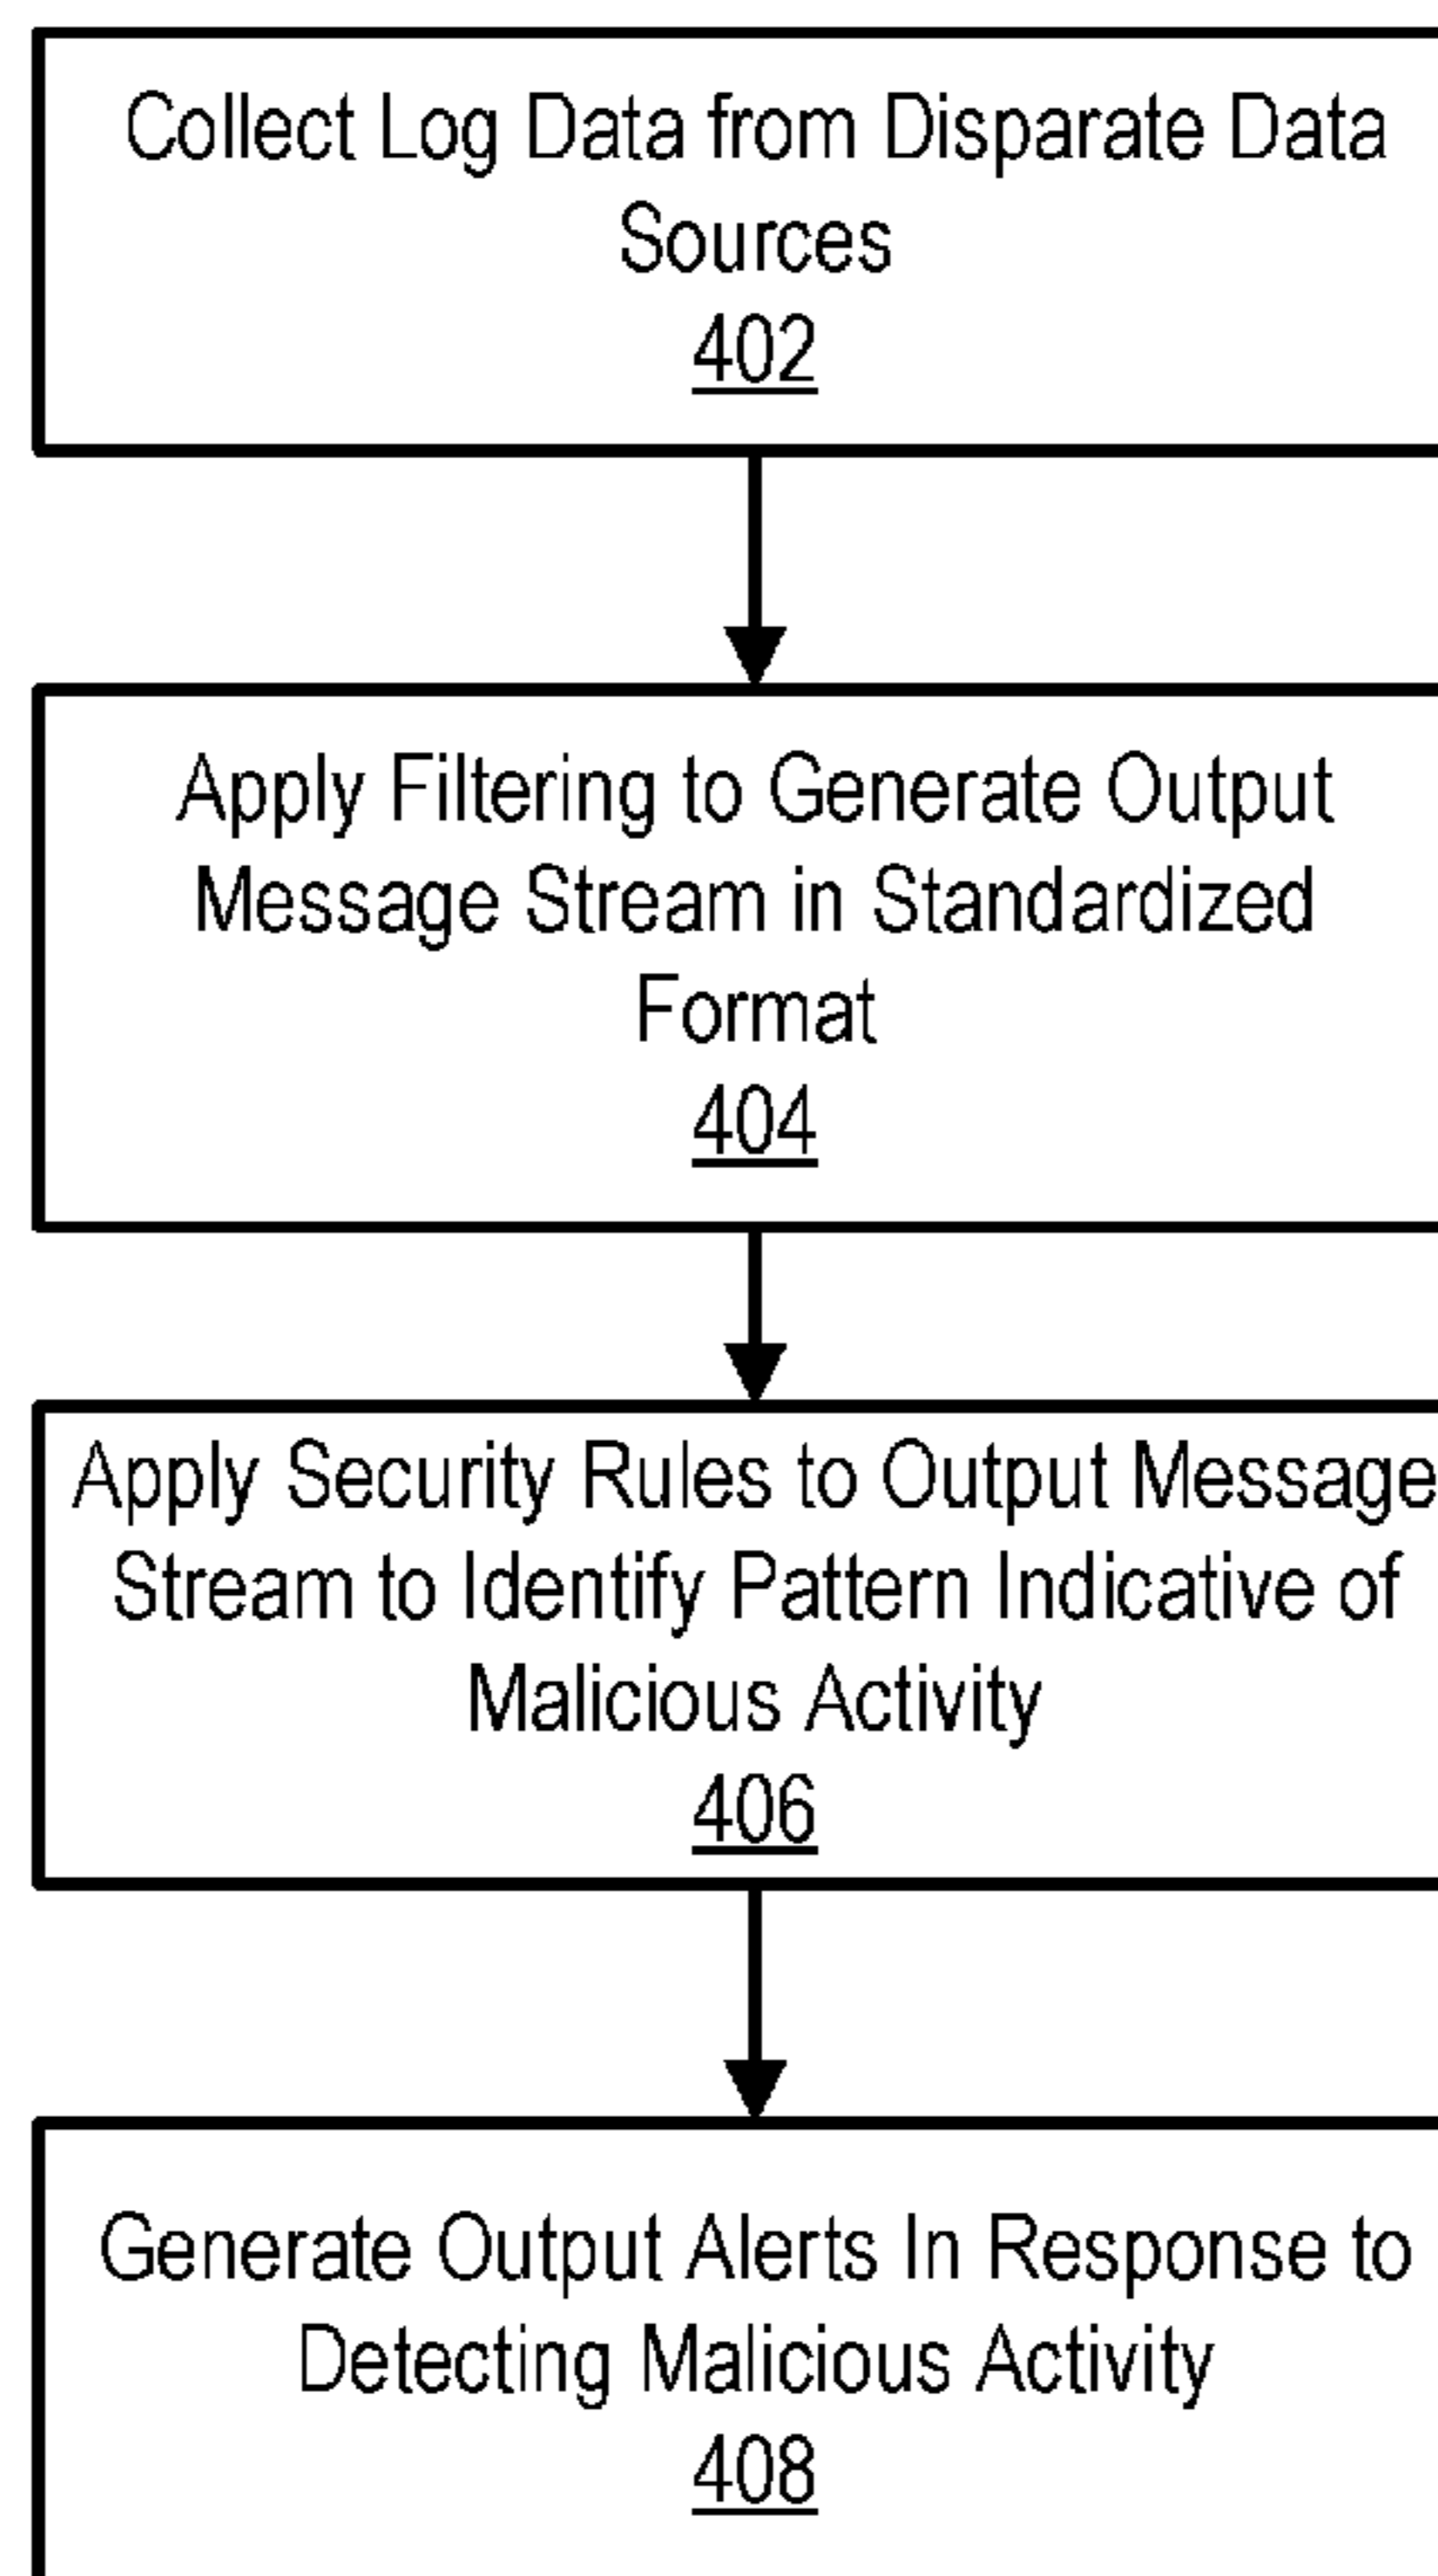 Collect Log Data from Disparate Data
Sources
402
Apply Filtering to Generate Output
Message Stream in Standardized
Format
404
Apply Security Rules to Output Message
Stream to Identify Pattern Indicative of
Malicious Activity
406
Generate Output Alerts In Response to
Detecting Malicious Activity
408